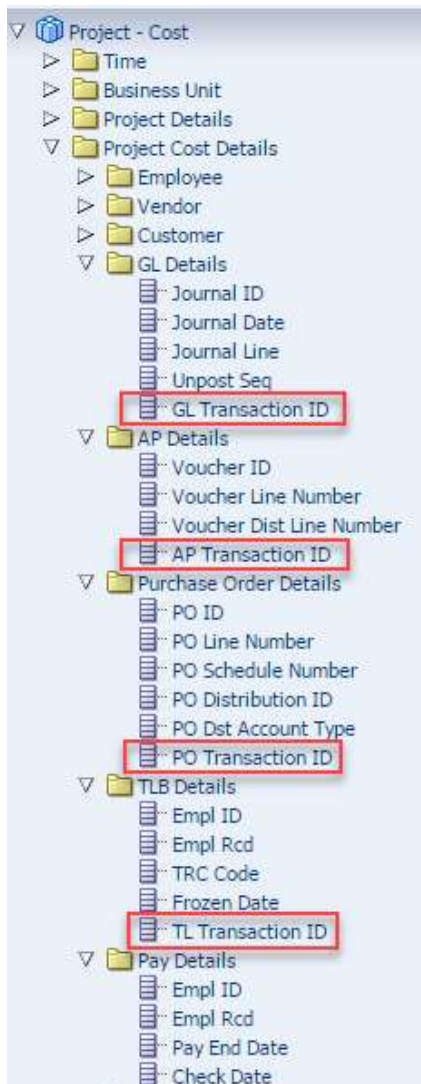 Project - Cost
Time
Business Unit
Project Details
Project Cost Details
Employee
Vendor
Customer
GL Details
Journal ID
Journal Date
Journal Line
Unpost Seq
GL Transaction ID
AP Details
Voucher ID
Voucher Line Number
Voucher Dist Line Number
AP Transaction ID
Purchase Order Details
PO ID
PO Line Number
PO Schedule Number
PO Distribution ID
PO Dst Account Type
PO Transaction ID
TLB Details
Empl ID
Empl Rcd
TRC Code
Frozen Date
TL Transaction ID
Pay Details
Empl ID
Empl Rcd
Pay End Date
Check Date